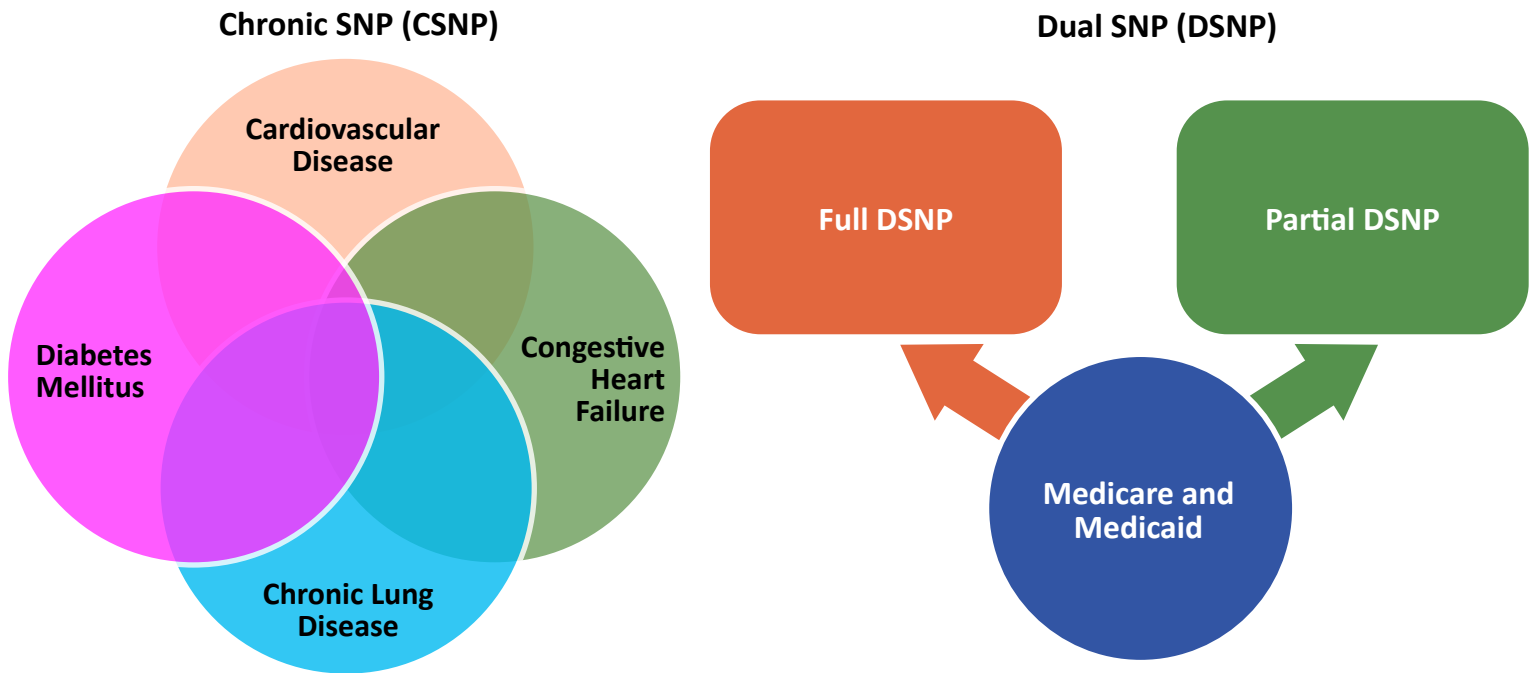 Chronic SNP (CSNP)
Cardiovascular
Disease
Diabetes
Mellitus
Congestive
Heart
Failure
Chronic Lung
Disease
Dual SNP (DSNP)
Full DSNP
Partial DSNP
Medicare and
Medicaid